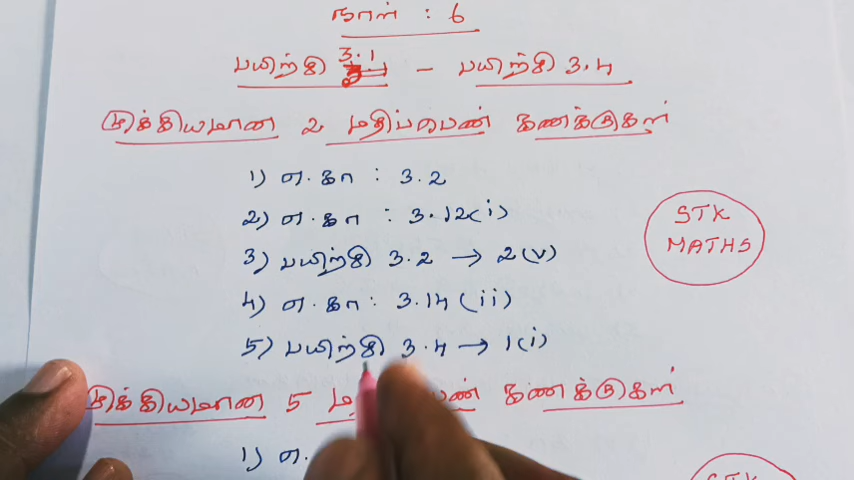 நாள் : 6
பயிற்சி 3.1 - பயிற்சி 3.4
முக்கியமான 2 மதிப்பெண் கணக்குகள்
1) எ.கா : 3.2
2) எ.கா : 3.12(i)
3) பயிற்சி 3.2 → 2(v)
4) எ.கா : 3.14(ii)
5) பயிற்சி 3.4 → 1(i)
STK
MATHS
முக்கியமான 5 கணக்குகள்
1) எ.
STK